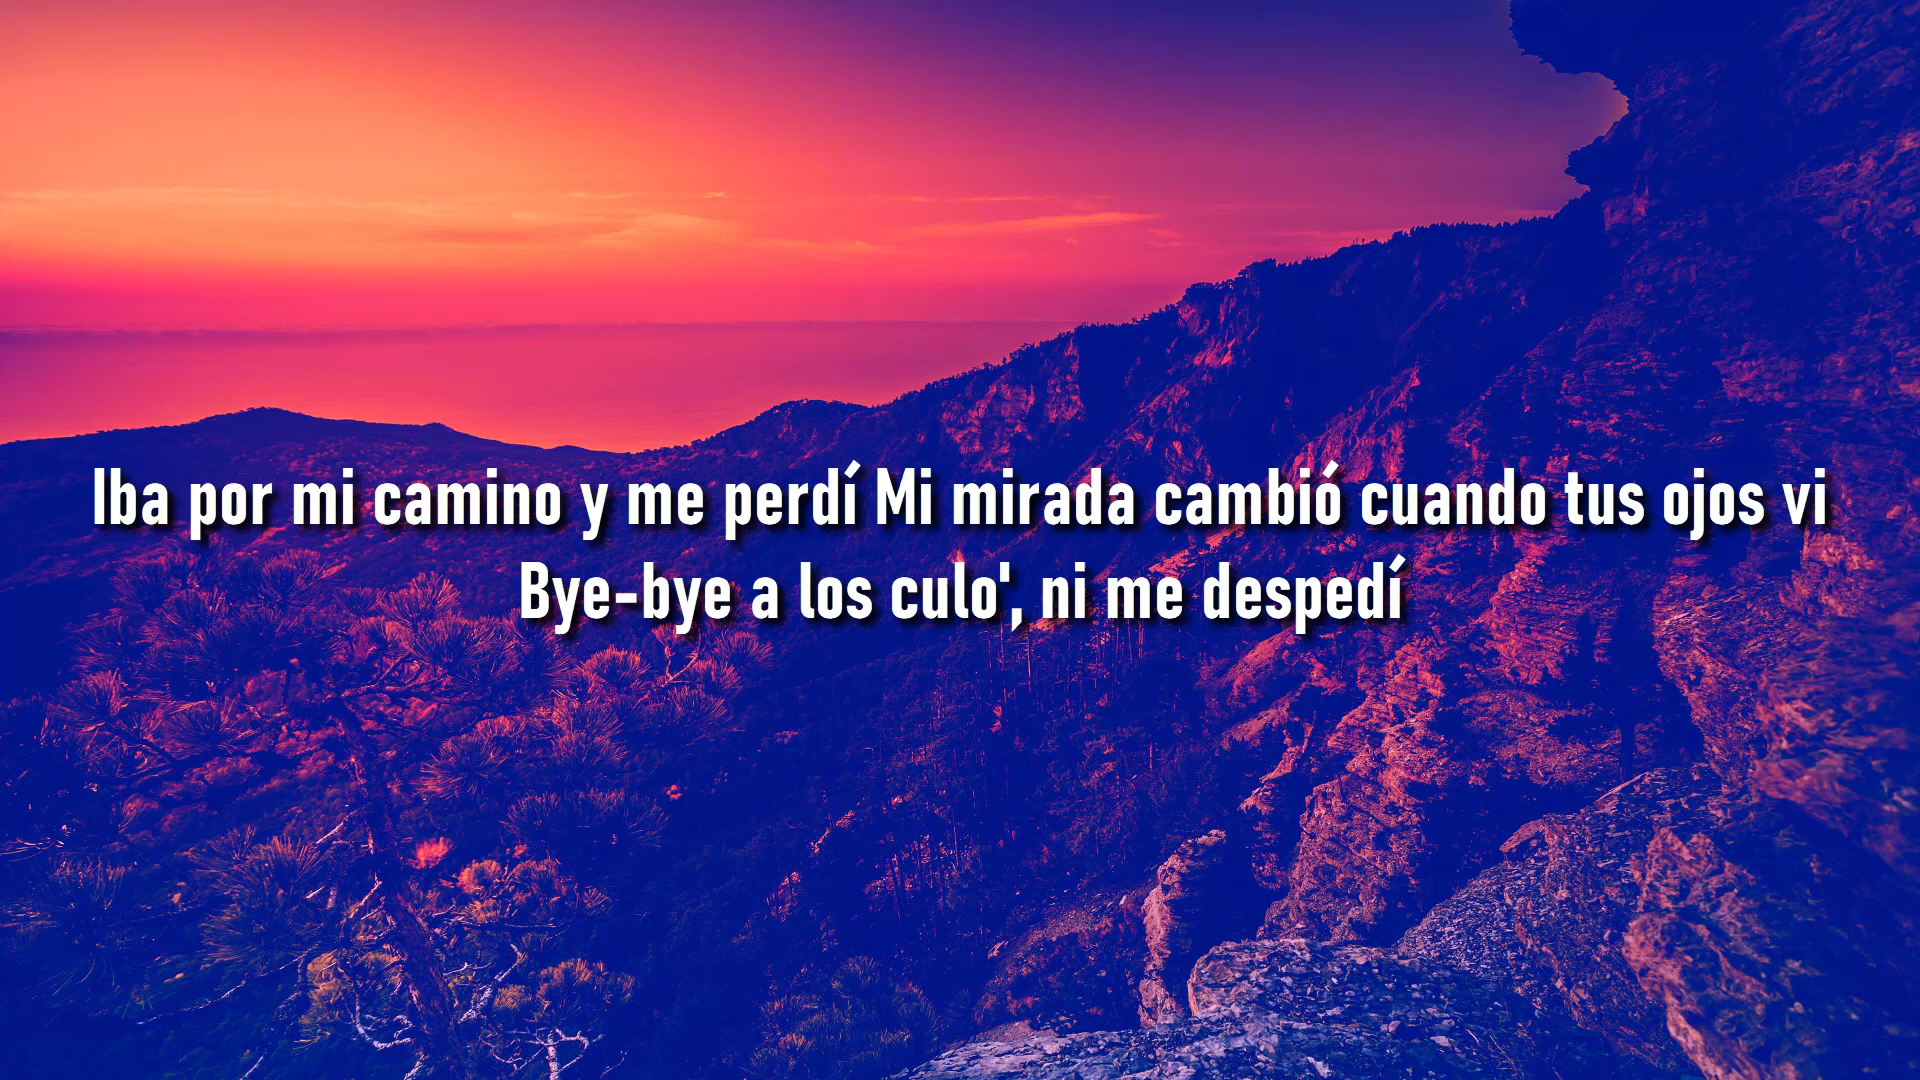 Iba por mi camino y me perdí Mi mirada cambió cuando tus ojos vi
Bye-bye a los culo', ni me despedí